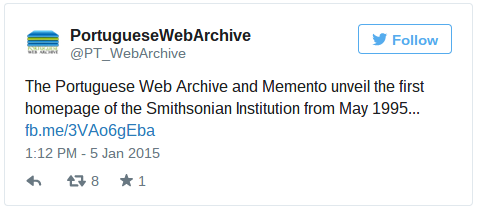 PortugueseWebArchive
@PT_WebArchive
Follow
The Portuguese Web Archive and Memento unveil the first
homepage of the Smithsonian Institution from May 1995...
fb.me/3VAo6gEba
1:12 PM - 5 Jan 2015
8 1